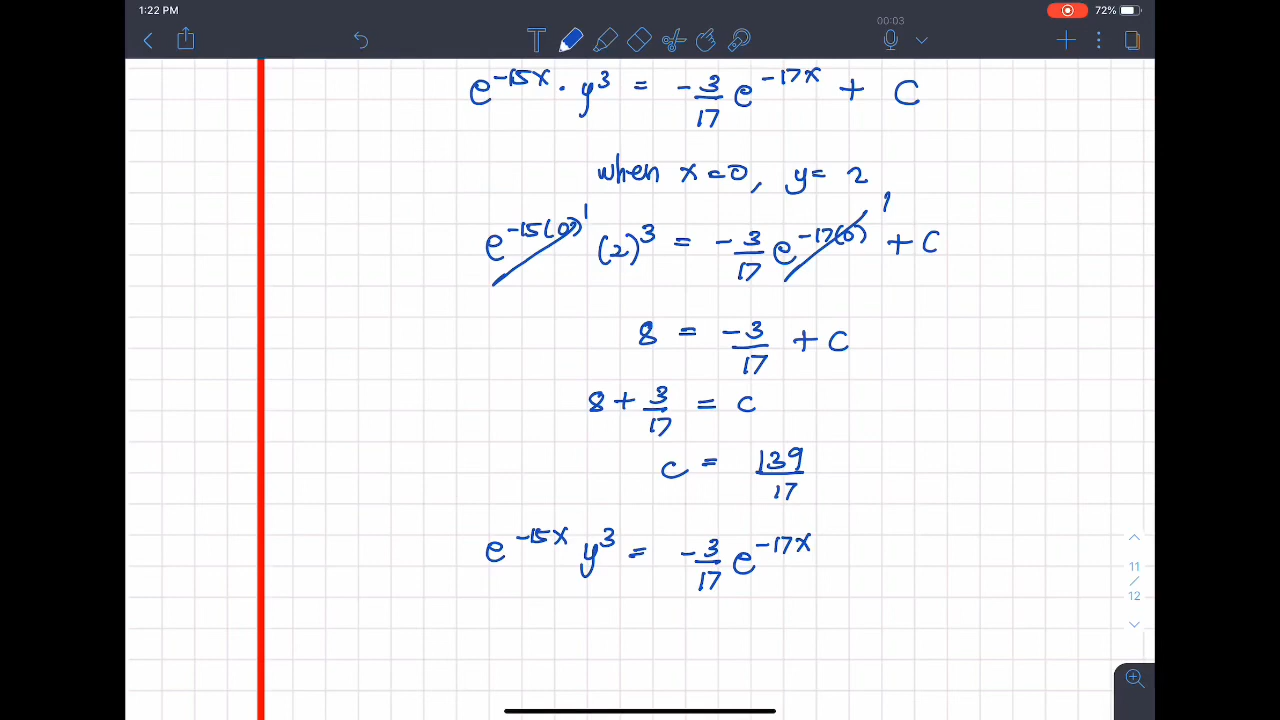 1:22 PM
72%
00:03
T
e^{-15x} · y^3 = -3/17 e^{-17x} + C
when x=0, y= 2
e^{-15(0)} 1 (2)^3 = -3/17 e^{-17(0)} 1 + C
8 = -3/17 + C
8 + 3/17 = C
C = 139/17
e^{-15x} y^3 = -3/17 e^{-17x}
11
/
12